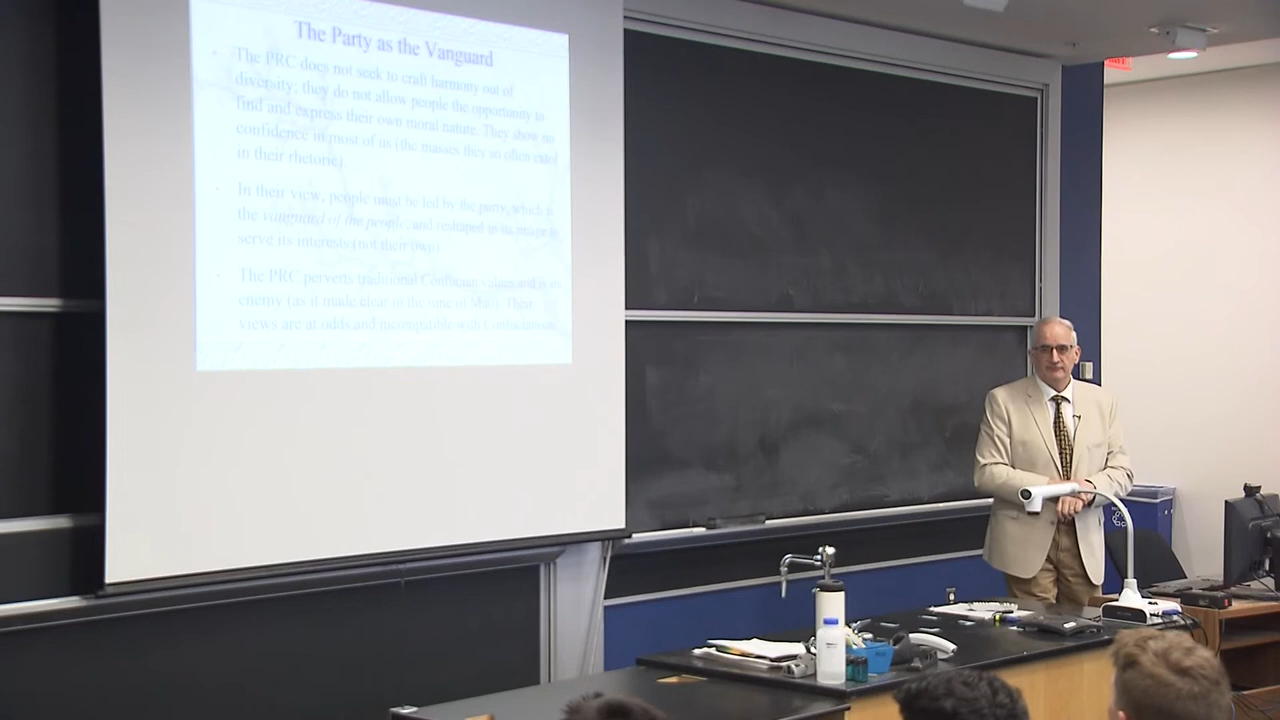 The Party as the Vanguard
The PRC does not seek to craft harmony out of
diversity; they do not allow people the opportunity to
find and express their own moral nature. They show no
confidence in most of us (the masses they so often extol
in their rhetoric).
In their view, people must be led by the party, which is
the vanguard of the people, and reshaped in its image to
serve its interests (not their own).
The PRC perverts traditional Confucian values and is its
enemy (as it made clear in the time of Mao). Their
views are at odds and incompatible with Confucianism.